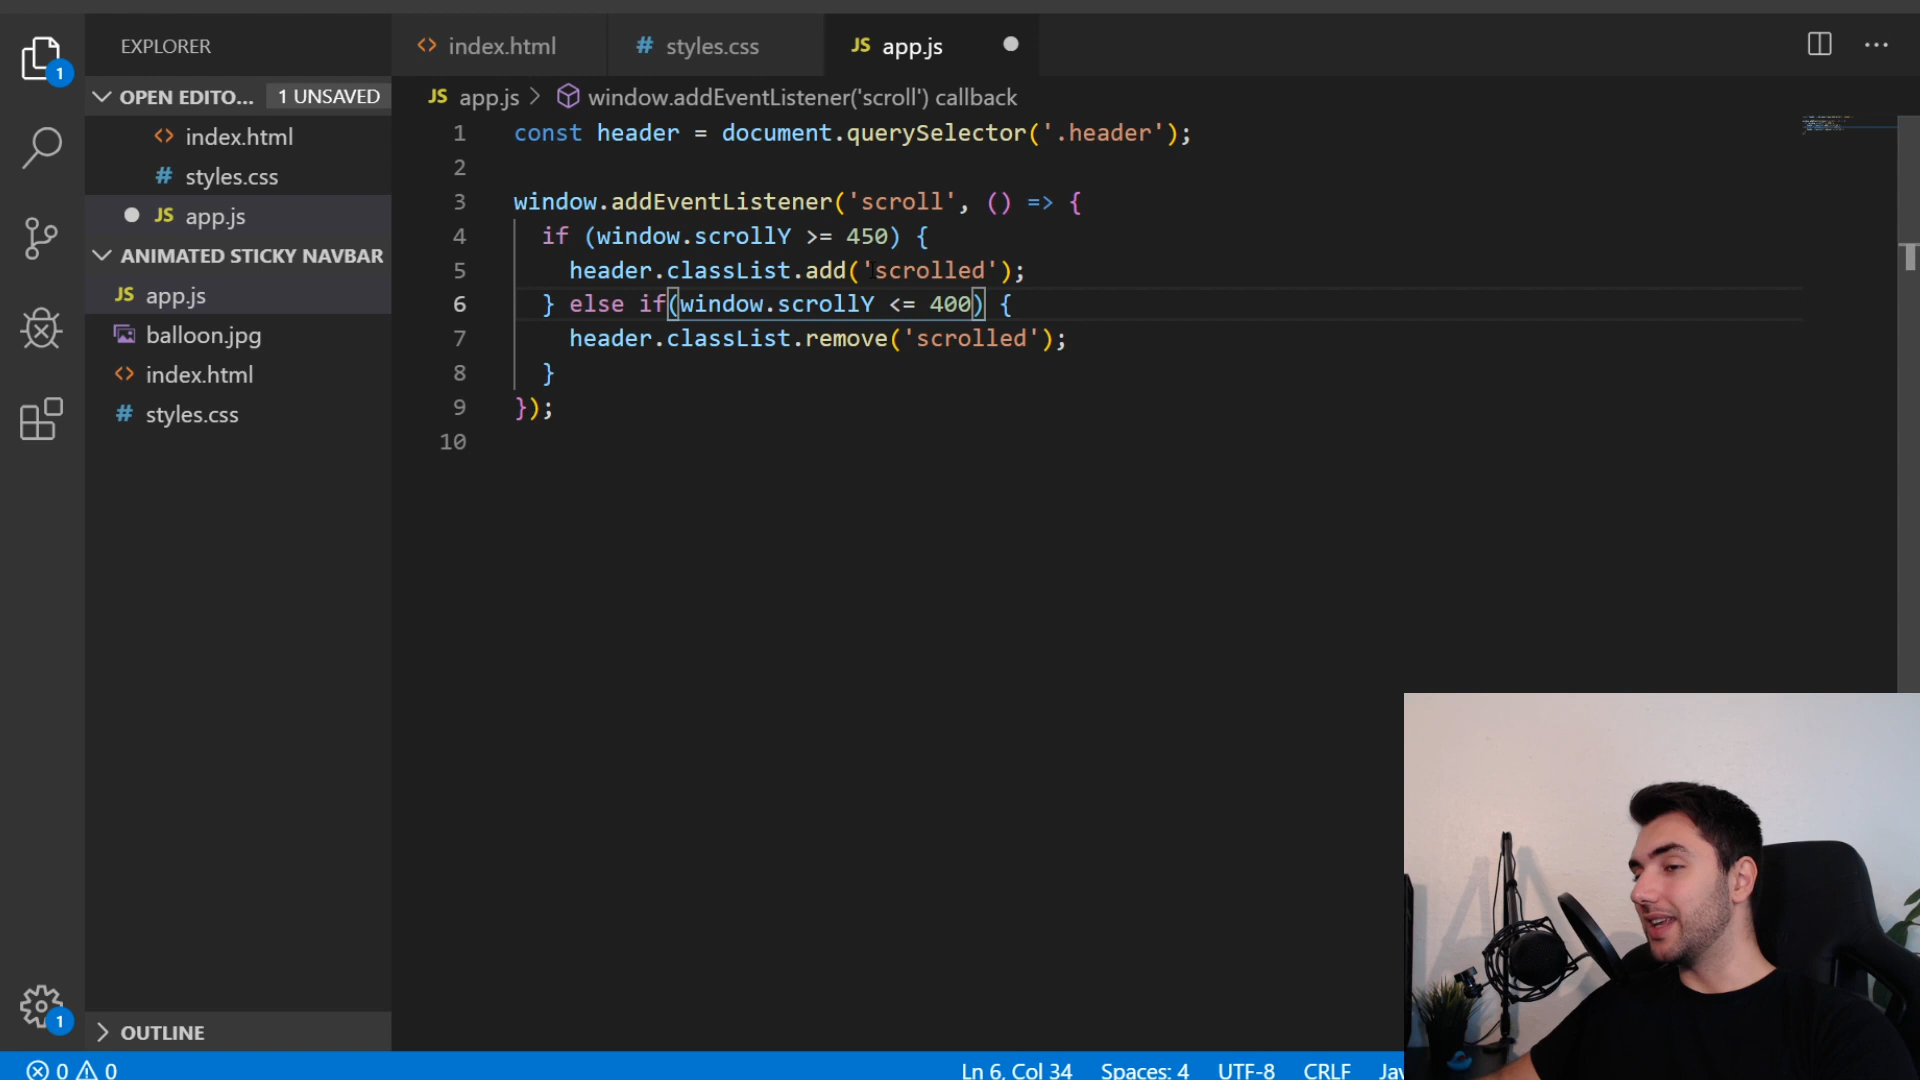 EXPLORER
OPEN EDITO... 1 UNSAVED
<> index.html
# styles.css
JS app.js
ANIMATED STICKY NAVBAR
JS app.js
balloon.jpg
<> index.html
# styles.css
OUTLINE
1
1
<> index.html
# styles.css
JS app.js
JS app.js > window.addEventListener('scroll') callback
1 const header = document.querySelector('.header');
2
3 window.addEventListener('scroll', () => {
4 if (window.scrollY >= 450) {
5 header.classList.add('scrolled');
6 } else if(window.scrollY <= 400) {
7 header.classList.remove('scrolled');
8 }
9 });
10
0 0
Ln 6, Col 34 Spaces: 4 UTF-8 CRLF Jav